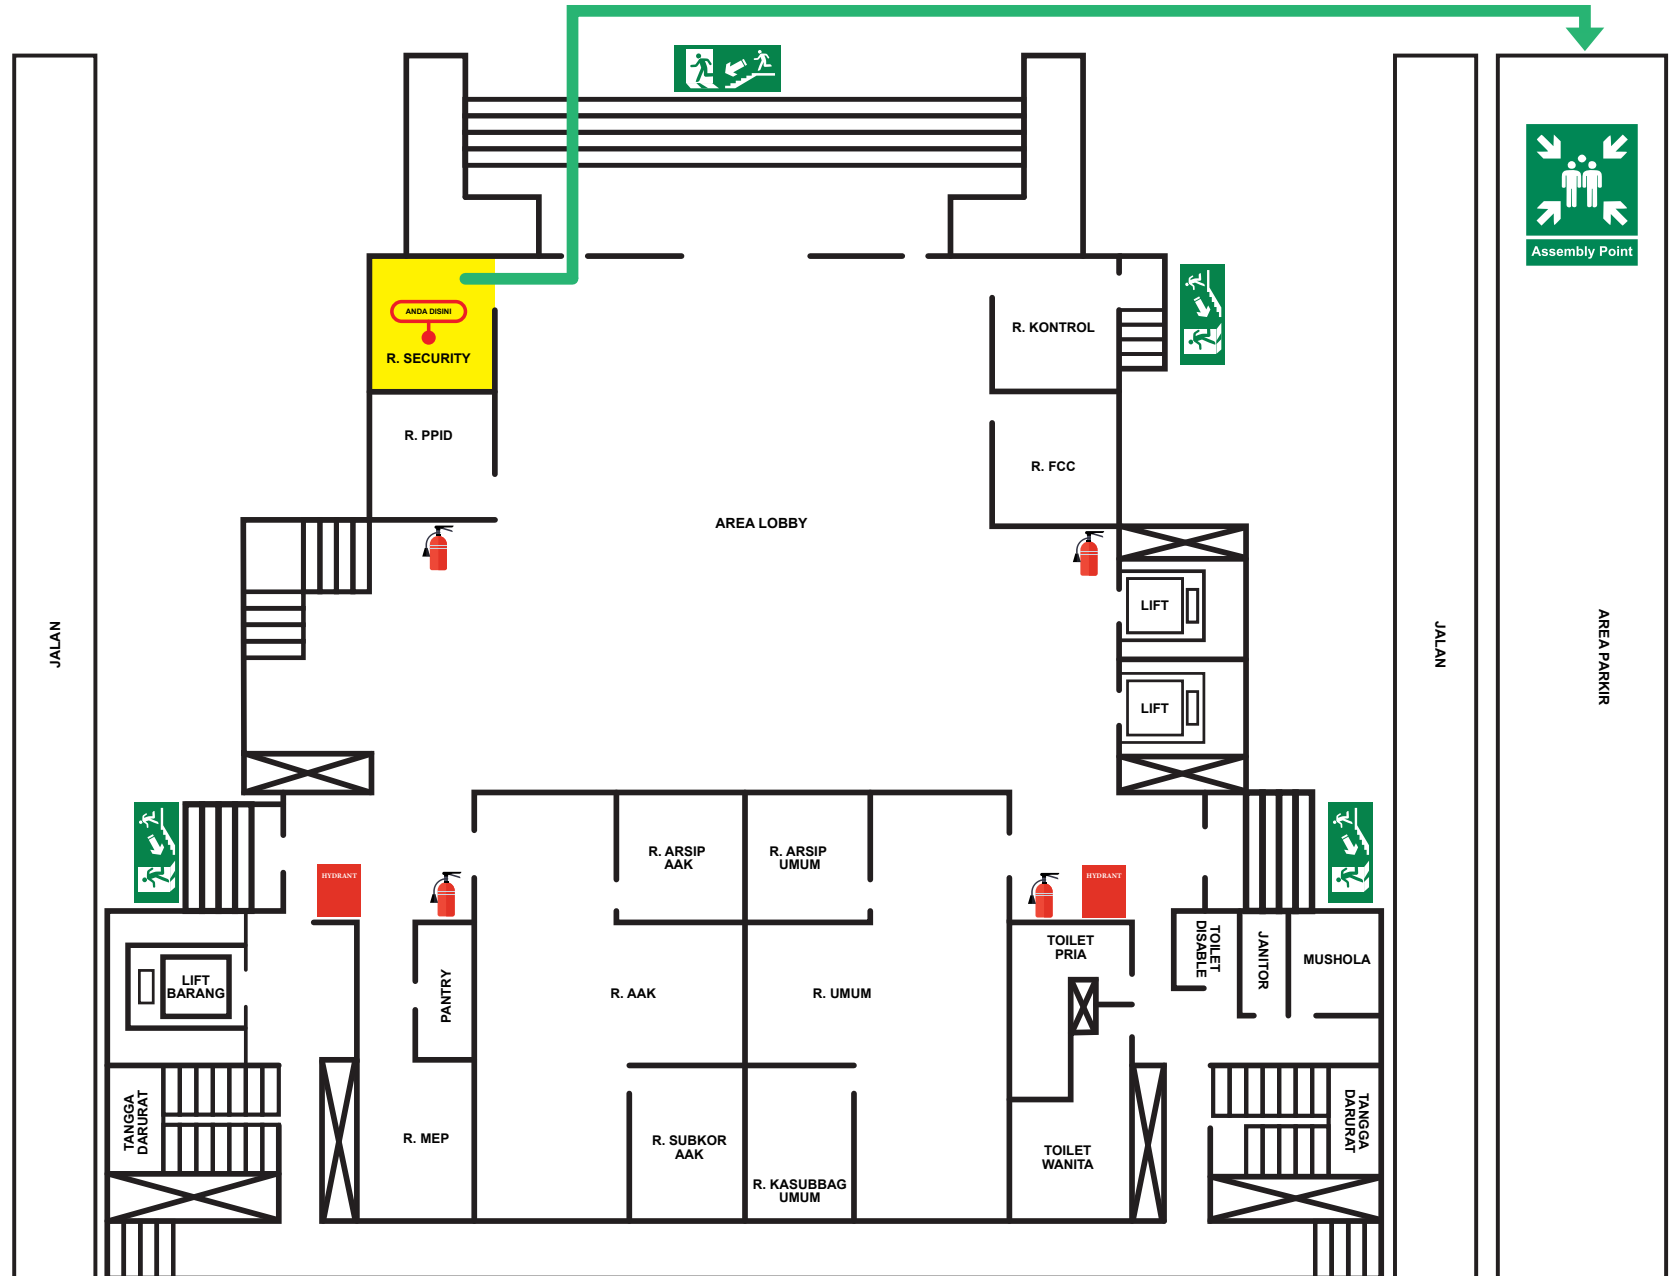 Assembly Point
ANDA DISINI
R. SECURITY
R. KONTROL
R. PPID
R. FCC
AREA LOBBY
LIFT
JALAN
JALAN
AREA PARKIR
LIFT
R. ARSIP
AAK
R. ARSIP
UMUM
HYDRANT
HYDRANT
TOILET
PRIA
TOILET
DISABLE
JANITOR
MUSHOLA
LIFT
BARANG
PANTRY
R. AAK
R. UMUM
TANGGA
DARURAT
R. MEP
R. SUBKOR
AAK
R. KASUBBAG
UMUM
TOILET
WANITA
TANGGA
DARURAT